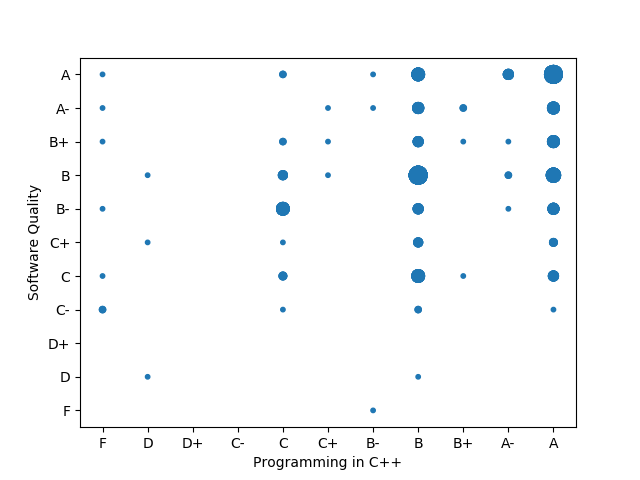 Software Quality
A
A-
B+
B
B-
C+
C
C-
D+
D
F
F D D+ C- C C+ B- B B+ A- A
Programming in C++